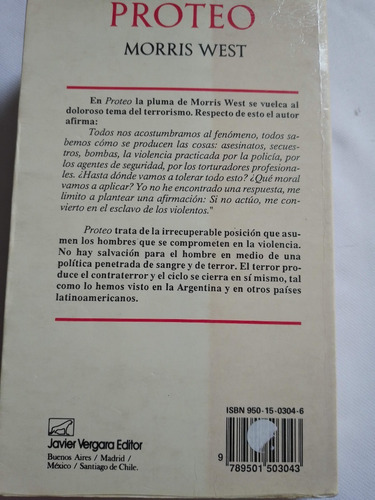 PROTEO
MORRIS WEST
En Proteo la pluma de Morris West se vuelca al
doloroso tema del terrorismo. Respecto de esto el autor
afirma:
Todos nos acostumbramos al fenómeno, todos sa-
bemos cómo se producen las cosas: asesinatos, secues-
tros, bombas, la violencia practicada por la policía, por
los agentes de seguridad, por los torturadores profesiona-
les. ¿Hasta dónde vamos a tolerar todo esto? ¿Qué moral
vamos a aplicar? Yo no he encontrado una respuesta, me
limito a plantear una afirmación: Si no actúo, me con-
vierto en el esclavo de los violentos."
Proteo trata de la irrecuperable posición que asu-
men los hombres que se comprometen en la violencia.
No hay salvación para el hombre en medio de una
política penetrada de sangre y de terror. El terror pro-
duce el contraterror y el ciclo se cierra en sí mismo, tal
como lo hemos visto en la Argentina y en otros países
latinoamericanos.
Javier Vergara Editor
Buenos Aires / Madrid /
México / Santiago de Chile.
ISBN 950-15-0304-6
9 789501 503043